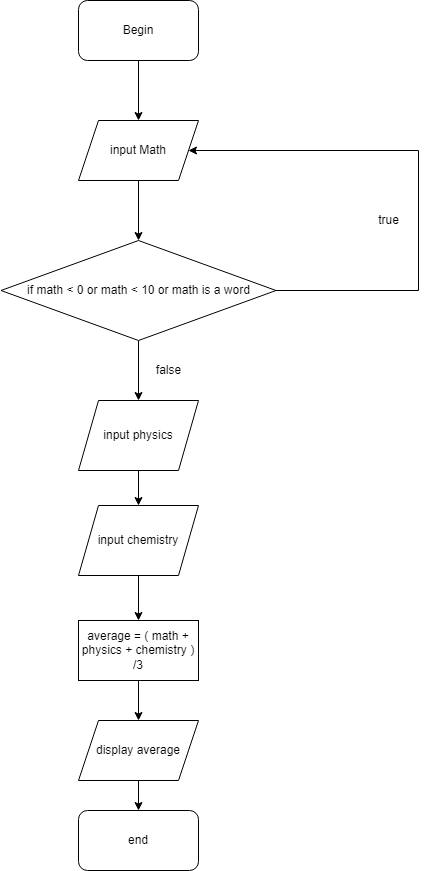 Begin
input Math
true
if math < 0 or math < 10 or math is a word
false
input physics
input chemistry
average = ( math +
physics + chemistry )
/3
display average
end